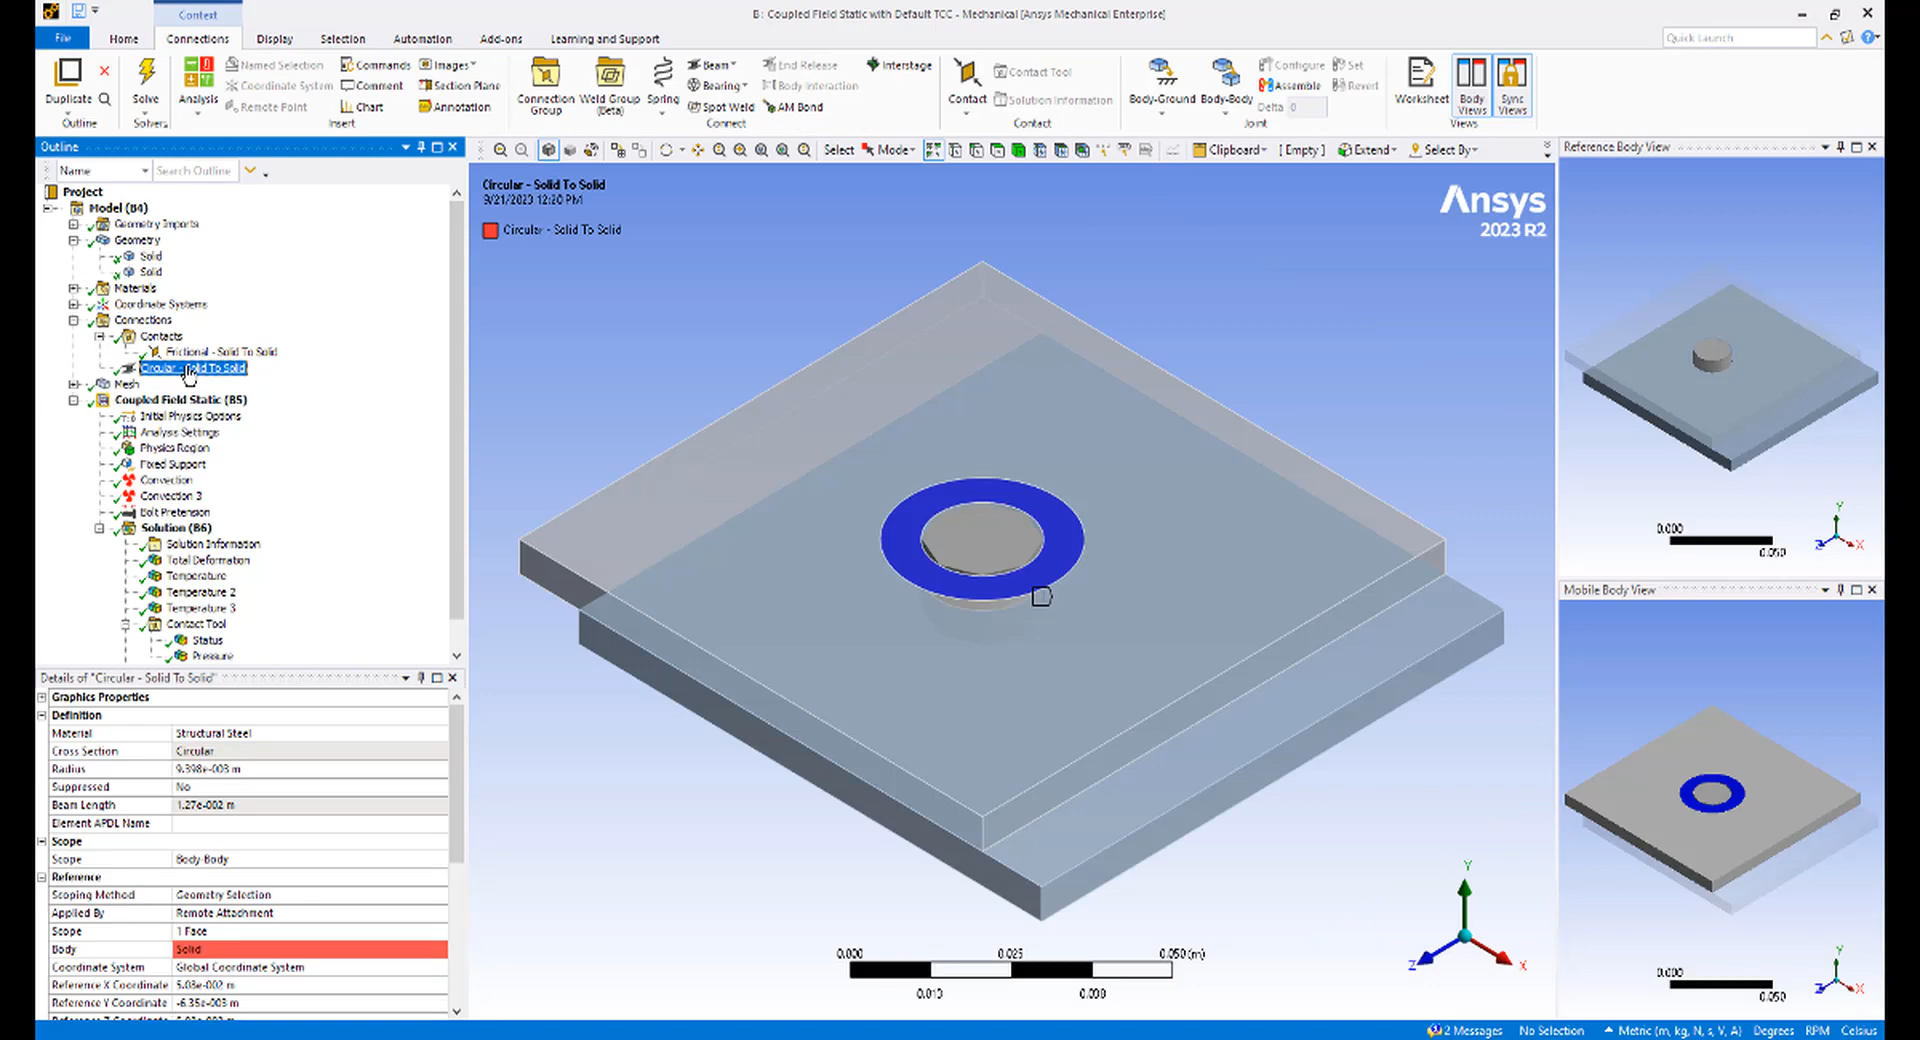 Context
B: Coupled Field Static with Default TCC - Mechanical [Ansys Mechanical Enterprise]
File Home Connections Display Selection Automation Add-ons Learning and Support
Quick Launch
Duplicate
Outline
Solve
Solvers
Analysis
Named Selection
Coordinate System
Remote Point
Commands
Comment
Chart
Images
Section Plane
Annotation
Insert
Connection Group
Weld Group (Beta)
Spring
Beam
Bearing
Spot Weld
End Release
Body Interaction
AM Bond
Interstage
Connect
Contact
Contact Tool
Solution Information
Contact
Body-Ground
Body-Body
Configure
Assemble
Delta 0
Set
Revert
Joint
Worksheet
Body Views
Sync Views
Views
Outline
Name
Search Outline
Project
Model (B4)
Geometry Imports
Geometry
Solid
Solid
Materials
Coordinate Systems
Connections
Contacts
Frictional - Solid To Solid
Circular - Solid To Solid
Mesh
Coupled Field Static (B5)
Initial Physics Options
Analysis Settings
Physics Region
Fixed Support
Convection
Convection 3
Bolt Pretension
Solution (B6)
Solution Information
Total Deformation
Temperature
Temperature 2
Temperature 3
Contact Tool
Status
Pressure
Details of "Circular - Solid To Solid"
Graphics Properties
Definition
Material Structural Steel
Cross Section Circular
Radius 9.398e-003 m
Suppressed No
Beam Length 1.27e-002 m
Element APDL Name
Scope
Scope Body-Body
Reference
Scoping Method Geometry Selection
Applied By Remote Attachment
Scope 1 Face
Body Solid
Coordinate System Global Coordinate System
Reference X Coordinate 5.08e-002 m
Reference Y Coordinate -6.35e-003 m
Select Mode Clipboard [ Empty ] Extend Select By
Circular - Solid To Solid
9/21/2023 12:20 PM
Circular - Solid To Solid
Ansys
2023 R2
0.000 0.025 0.050 (m)
0.013 0.038
Y
Z
X
Reference Body View
0.000
0.050
Y
Z
X
Mobile Body View
0.000
0.050
Y
Z
X
2 Messages No Selection Metric (m, kg, N, s, V, A) Degrees RPM Celsius